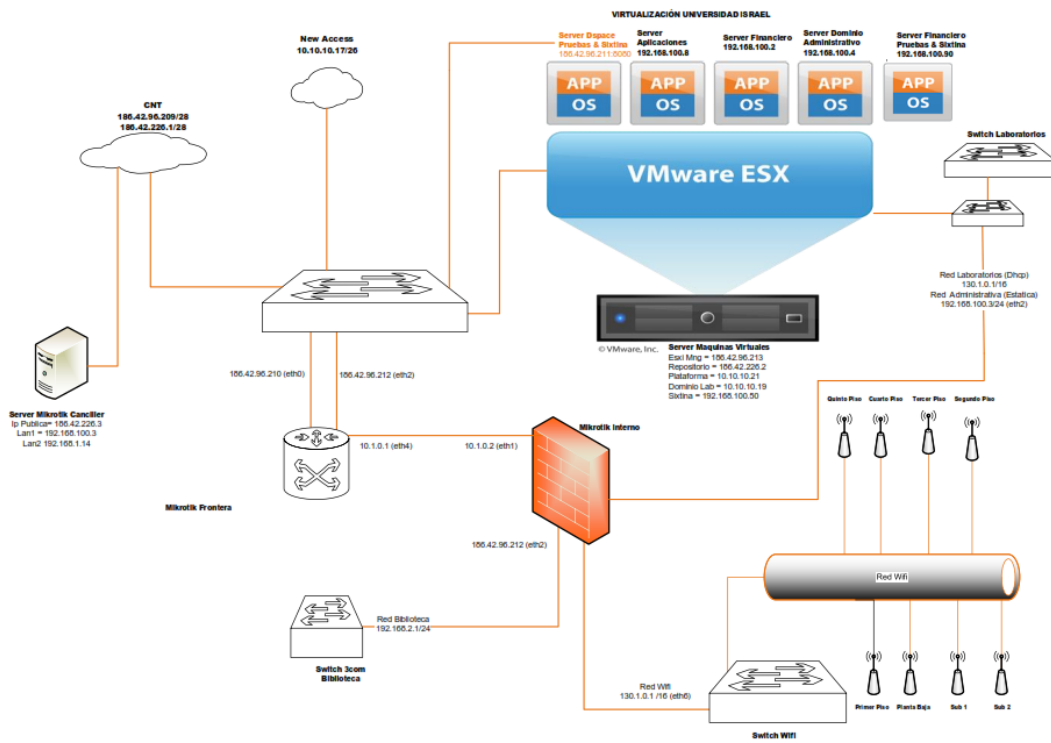 VIRTUALIZACIÓN UNIVERSIDAD ISRAEL
New Access
10.10.10.17/26
CNT
186.42.96.209/28
186.42.226.1/28
Server Dspace
Pruebas & Sixtina
186.42.96.211:8080
Server
Aplicaciones
192.168.100.8
Server Financiero
192.168.100.2
Server Dominio
Administrativo
192.168.100.4
Server Financiero
Pruebas & Sixtina
192.168.100.90
APP
OS
APP
OS
APP
OS
APP
OS
APP
OS
VMware ESX
Switch Laboratorios
Red Laboratorios (Dhcp)
130.1.0.1/16
Red Administrativa (Estatica)
192.168.100.3/24 (eth2)
© VMware, Inc.
Server Maquinas Virtuales
Esxi Mng = 186.42.96.213
Repositorio = 186.42.226.2
Plataforma = 10.10.10.21
Dominio Lab = 10.10.10.19
Sixtina = 192.168.100.50
186.42.96.210 (eth0)
186.42.96.212 (eth2)
Server Mikrotik Canciller
Ip Publica= 186.42.226.3
Lan1 = 192.168.100.3
Lan2 192.168.1.14
10.1.0.1 (eth4)
10.1.0.2 (eth1)
Mikrotik Interno
Mikrotik Frontera
186.42.96.212 (eth2)
Quinto Piso
Cuarto Piso
Tercer Piso
Segundo Piso
Red Wifi
Red Biblioteca
192.168.2.1/24
Switch 3com
Biblioteca
Red Wifi
130.1.0.1 /16 (eth6)
Switch Wifi
Primer Piso
Planta Baja
Sub 1
Sub 2